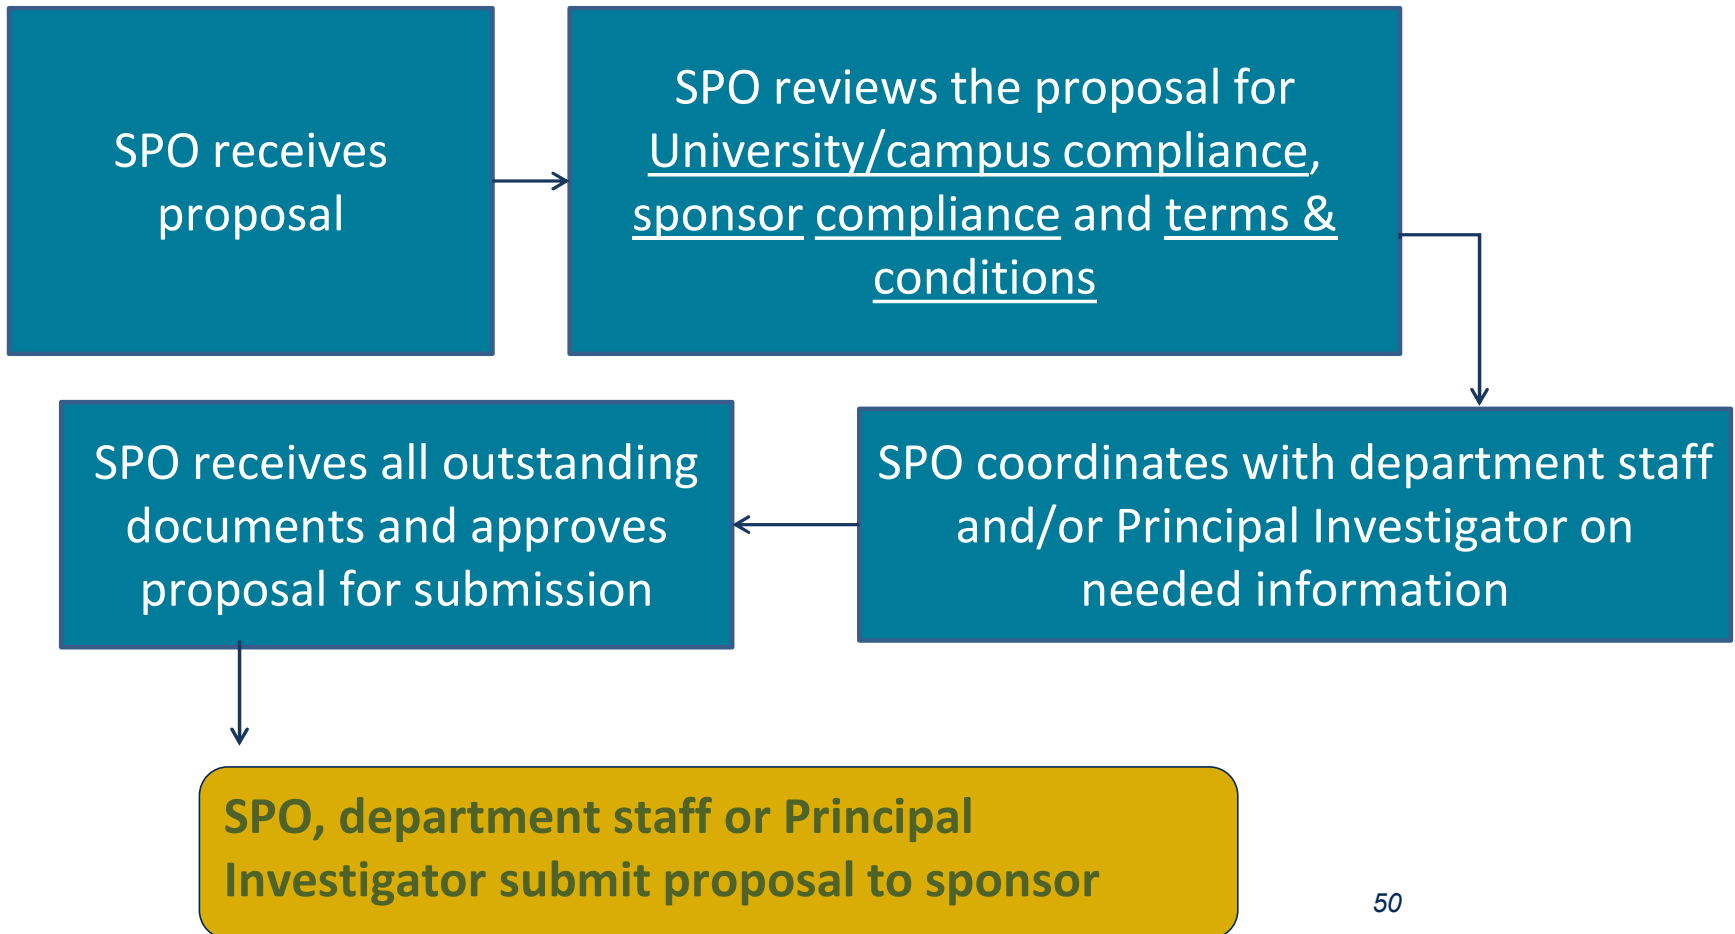 SPO receives
proposal
SPO reviews the proposal for
University/campus compliance,
sponsor compliance and terms &
conditions
SPO coordinates with department staff
and/or Principal Investigator on
needed information
SPO receives all outstanding
documents and approves
proposal for submission
SPO, department staff or Principal
Investigator submit proposal to sponsor
50